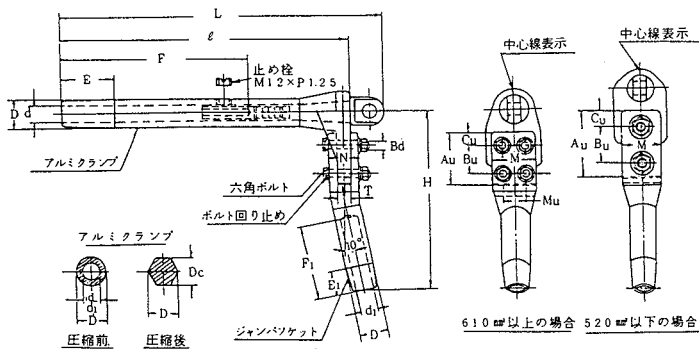 L
ℓ
F
E
止め栓
M12×P1.25
D
d
アルミクランプ
N
Bd
六角ボルト
T
ボルト回り止め
H
F₁
10°
E₁
d₁
D
ジャンパソケット
アルミクランプ
d
d₁
D
圧縮前
Dc
D
圧縮後
中心線表示
Cu
Au
Bu
M
Mu
610㎟以上の場合
中心線表示
Cu
Au
Bu
M
520㎟以下の場合